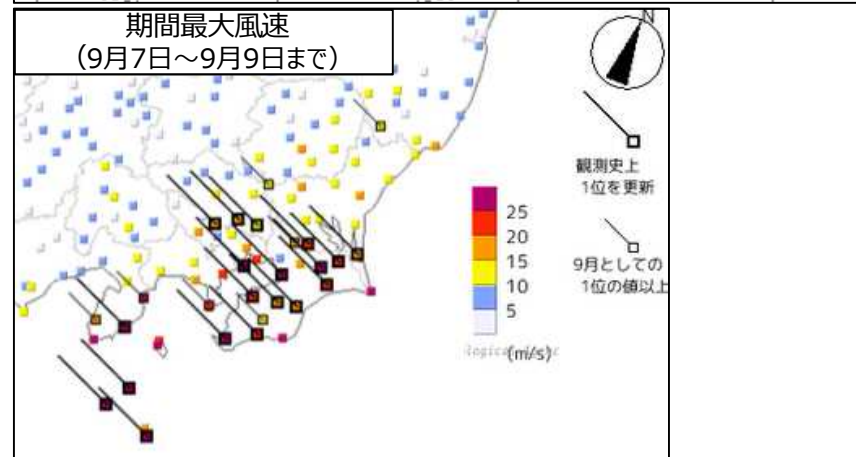 期間最大風速
（9月7日～9月9日まで）
N
観測史上
1位を更新
25
20
15
10
5
9月としての
1位の値以上
(m/s)